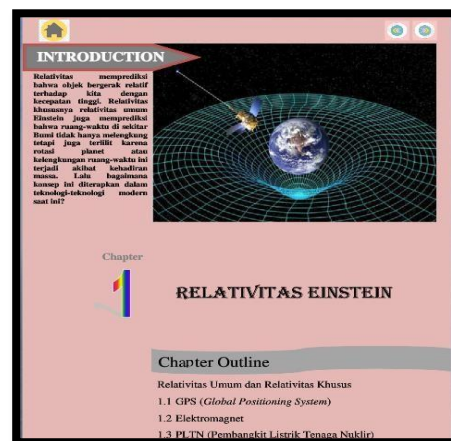 INTRODUCTION
Relativitas memprediksi
bahwa objek bergerak relatif
terhadap kita dengan
kecepatan tinggi. Relativitas
khususnya relativitas umum
Einstein juga memprediksi
bahwa ruang-waktu di sekitar
Bumi tidak hanya melengkung
tetapi juga terlilit karena
rotasi planet atau
kelengkungan ruang-waktu ini
terjadi akibat kehadiran
massa. Lalu bagaimana
konsep ini diterapkan dalam
teknologi-teknologi modern
saat ini?
Chapter
1
RELATIVITAS EINSTEIN
Chapter Outline
Relativitas Umum dan Relativitas Khusus
1.1 GPS (Global Positioning System)
1.2 Elektromagnet
1.3 PLTN (Pembangkit Listrik Tenaga Nuklir)